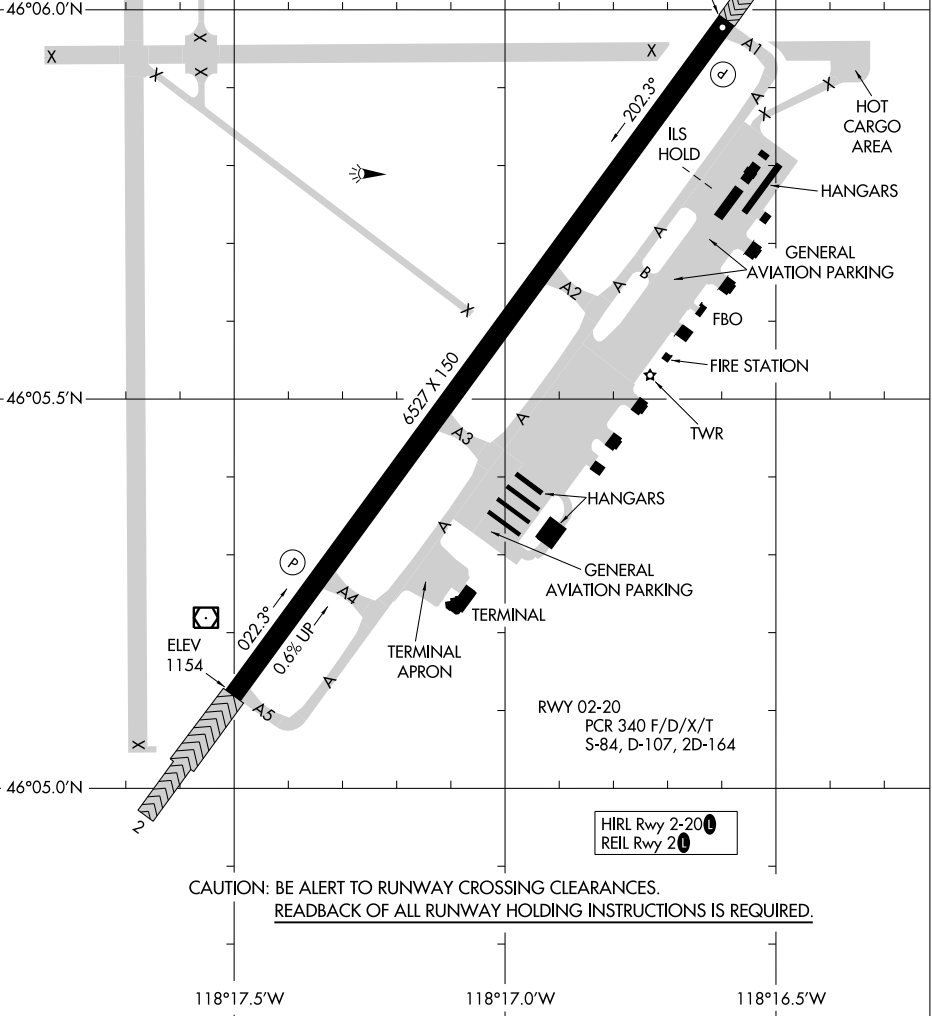 46°06.0'N
X
X
X
X
A1
X
P
202.3°
A
X
X
HOT
CARGO
AREA
ILS
HOLD
HANGARS
A
GENERAL
AVIATION PARKING
B
A
A2
X
FBO
6527 X 150
FIRE STATION
46°05.5'N
A
TWR
A3
HANGARS
A
P
GENERAL
AVIATION PARKING
A4
022.3°
0.6% UP
TERMINAL
ELEV
1154
TERMINAL
APRON
A
A5
RWY 02-20
PCR 340 F/D/X/T
S-84, D-107, 2D-164
X
46°05.0'N
2
HIRL Rwy 2-20 L
REIL Rwy 2 L
CAUTION: BE ALERT TO RUNWAY CROSSING CLEARANCES.
READBACK OF ALL RUNWAY HOLDING INSTRUCTIONS IS REQUIRED.
118°17.5'W
118°17.0'W
118°16.5'W